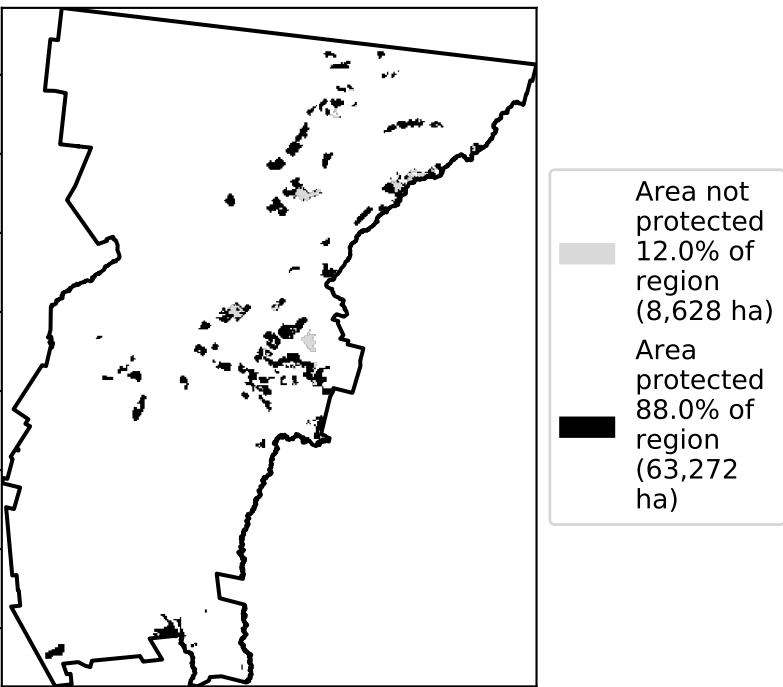 Area not
protected
12.0% of
region
(8,628 ha)
Area
protected
88.0% of
region
(63,272
ha)